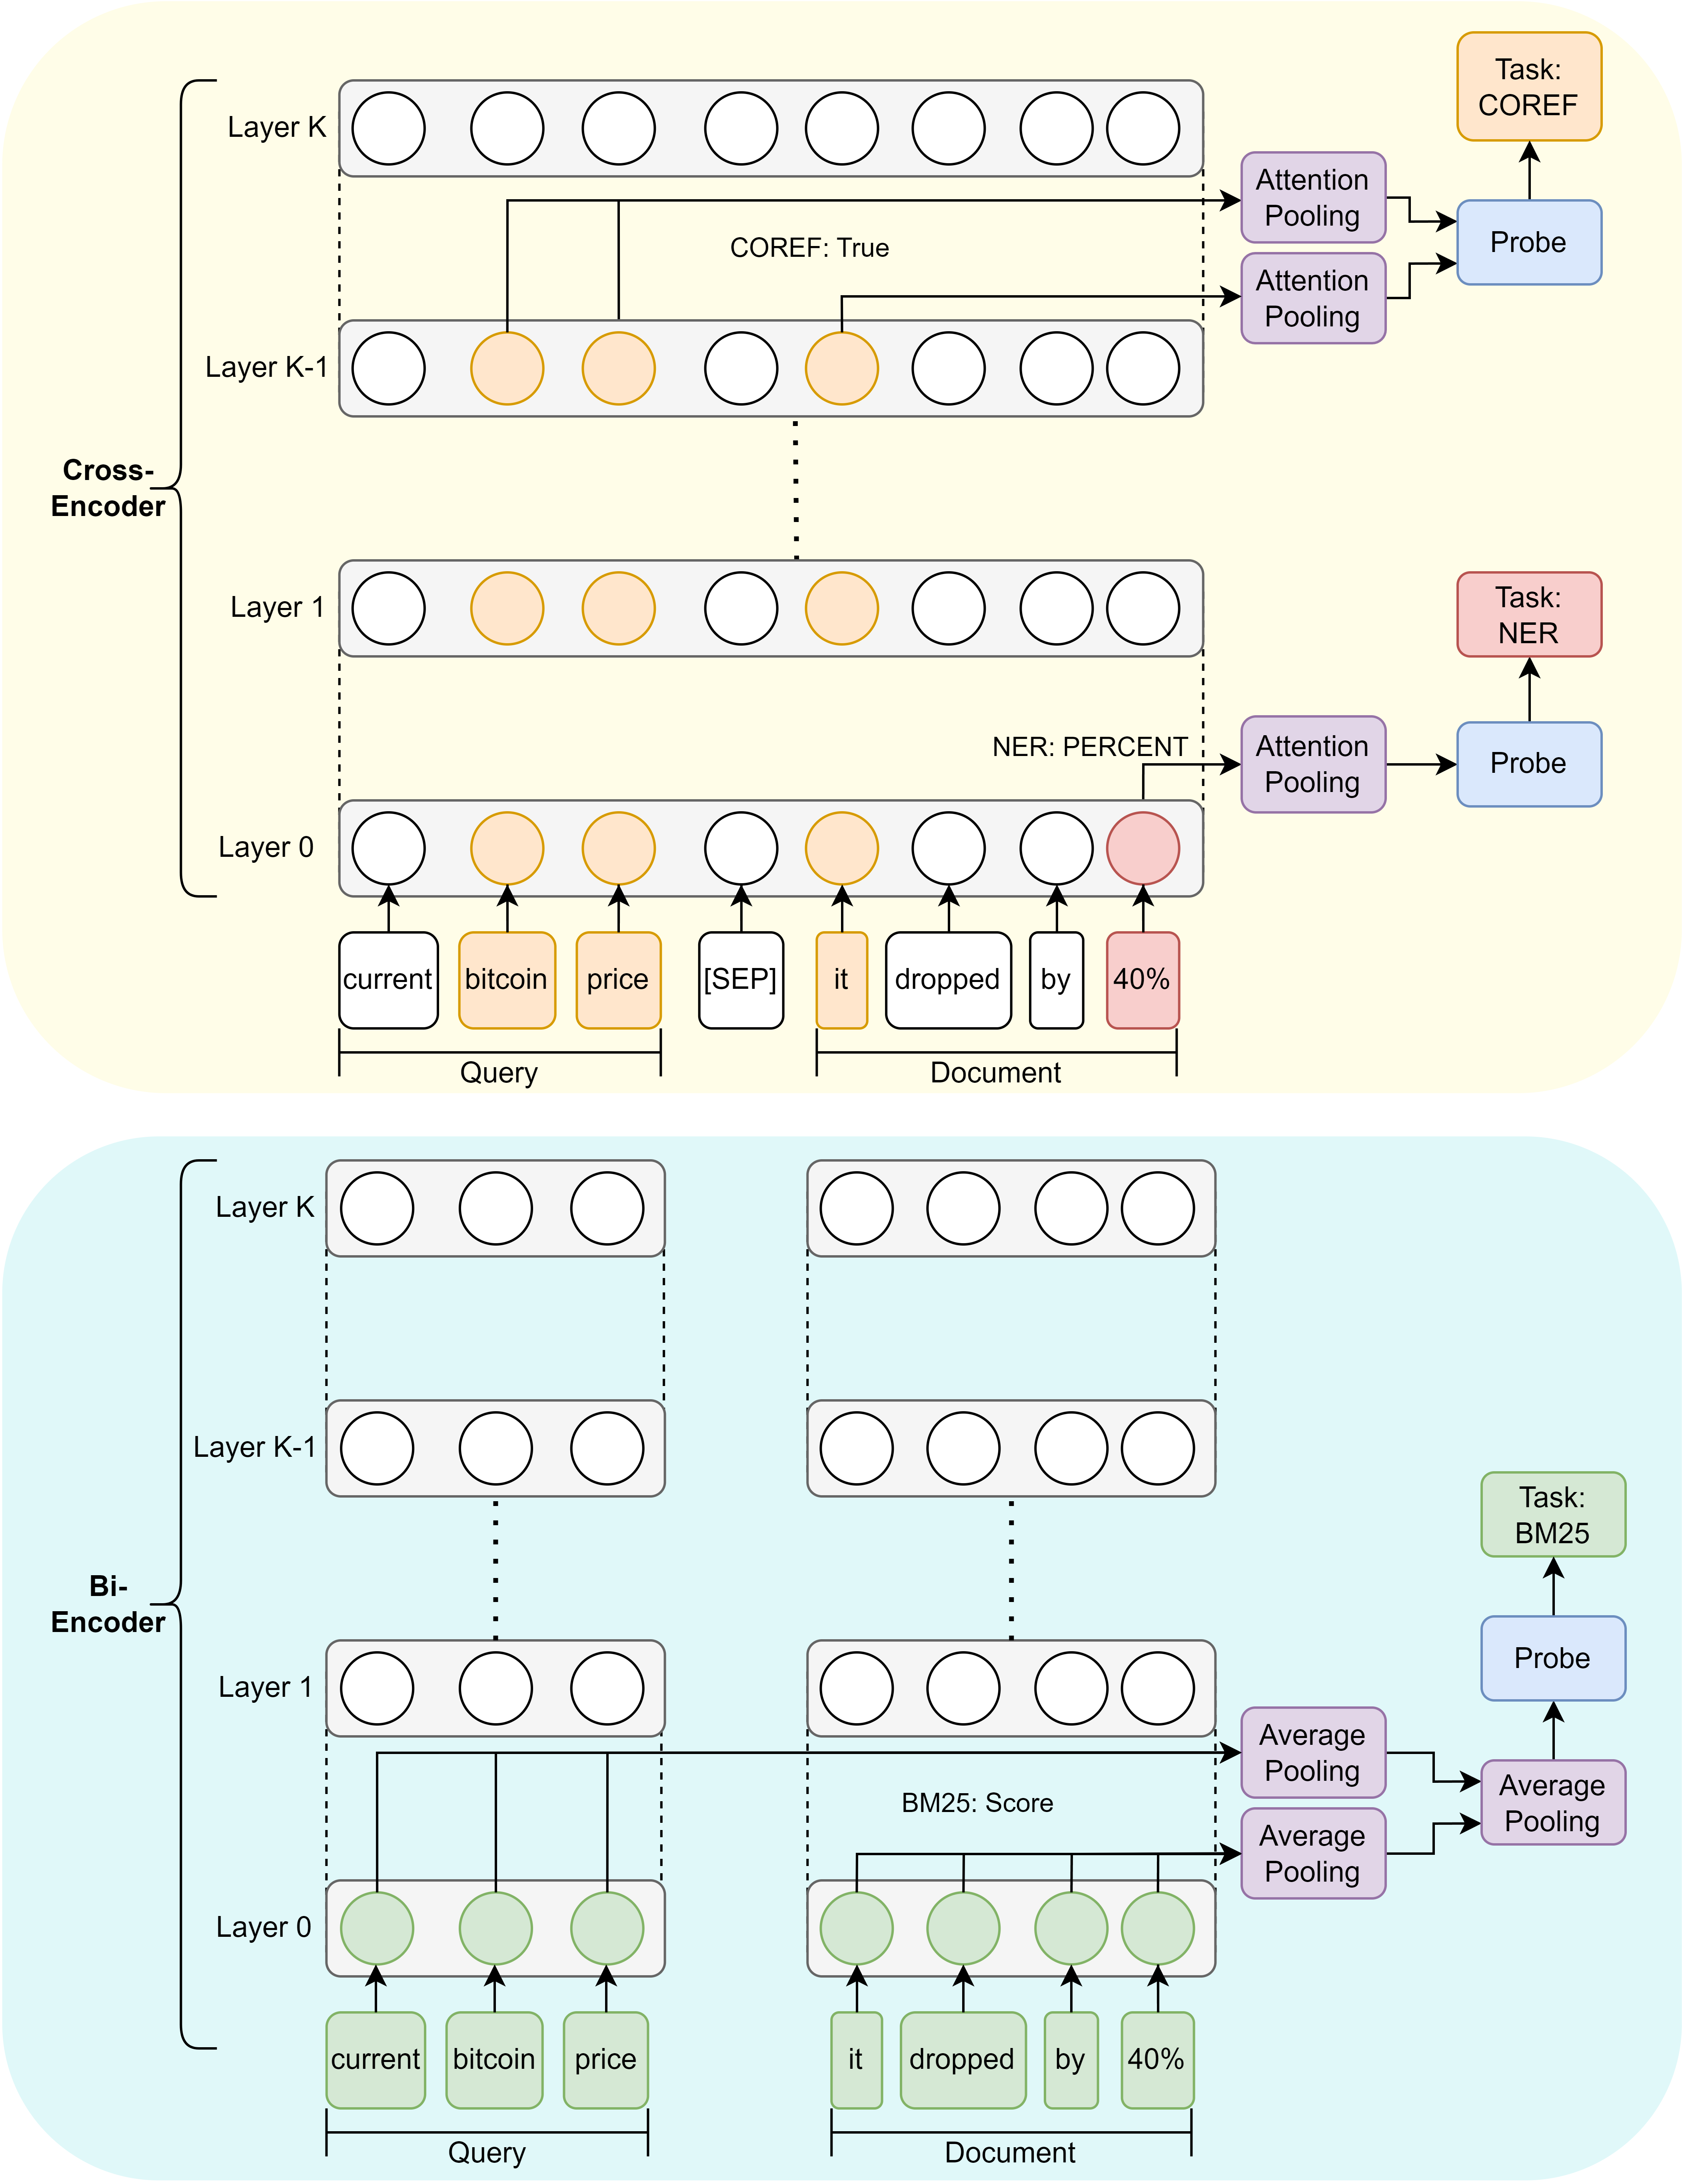 Task:
COREF
Layer K
Attention
Pooling
Probe
COREF: True
Attention
Pooling
Layer K-1
Cross-
Encoder
Layer 1
Task:
NER
NER: PERCENT
Attention
Pooling
Probe
Layer 0
current bitcoin price [SEP] it dropped by 40%
Query Document
Layer K
Layer K-1
Task:
BM25
Bi-
Encoder
Probe
Layer 1
Average
Pooling
Average
Pooling
BM25: Score
Average
Pooling
Layer 0
current bitcoin price it dropped by 40%
Query Document